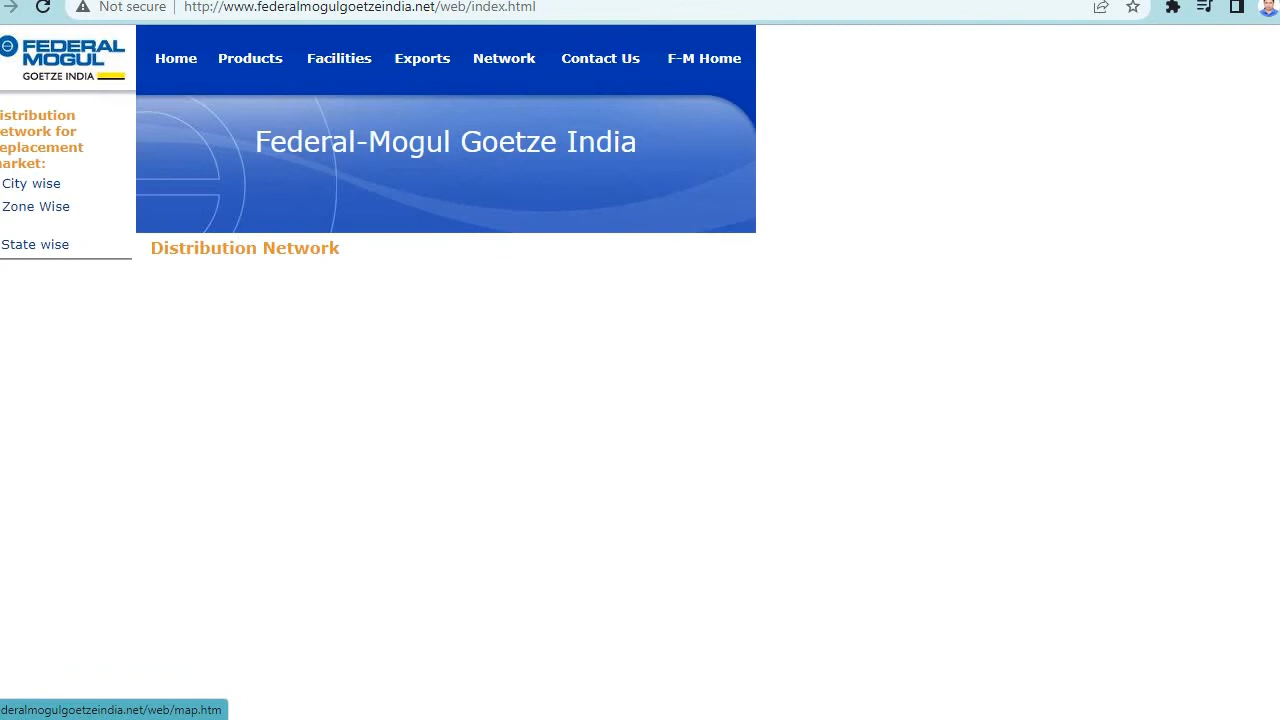 Not secure
http://www.federalmogulgoetzeindia.net/web/index.html
FEDERAL
MOGUL
GOETZE INDIA
Home Products Facilities Exports Network Contact Us F-M Home
istribution
etwork for
eplacement
arket:
City wise
Zone Wise
State wise
Federal-Mogul Goetze India
Distribution Network
deralmogulgoetzeindia.net/web/map.htm